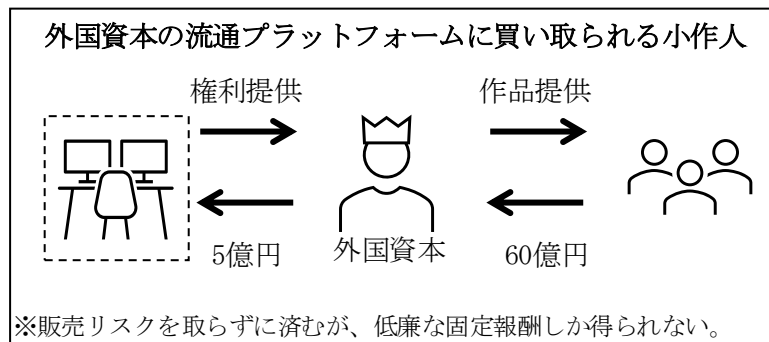 外国資本の流通プラットフォームに買い取られる小作人
権利提供
作品提供
5億円
外国資本
60億円
※販売リスクを取らずに済むが、低廉な固定報酬しか得られない。